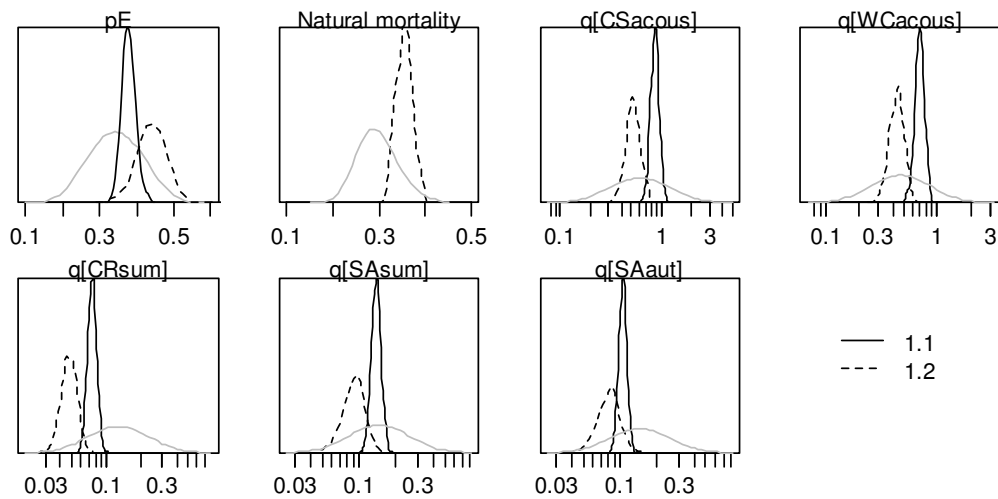 pE
Natural mortality
q[CSacous]
q[WCacous]
0.1 0.3 0.5
0.1 0.3 0.5
0.1 1 3
0.1 0.3 1 3
q[CRsum]
q[SAsum]
q[SAaut]
0.03 0.1 0.3
0.03 0.1 0.3
0.03 0.1 0.3
1.1
1.2